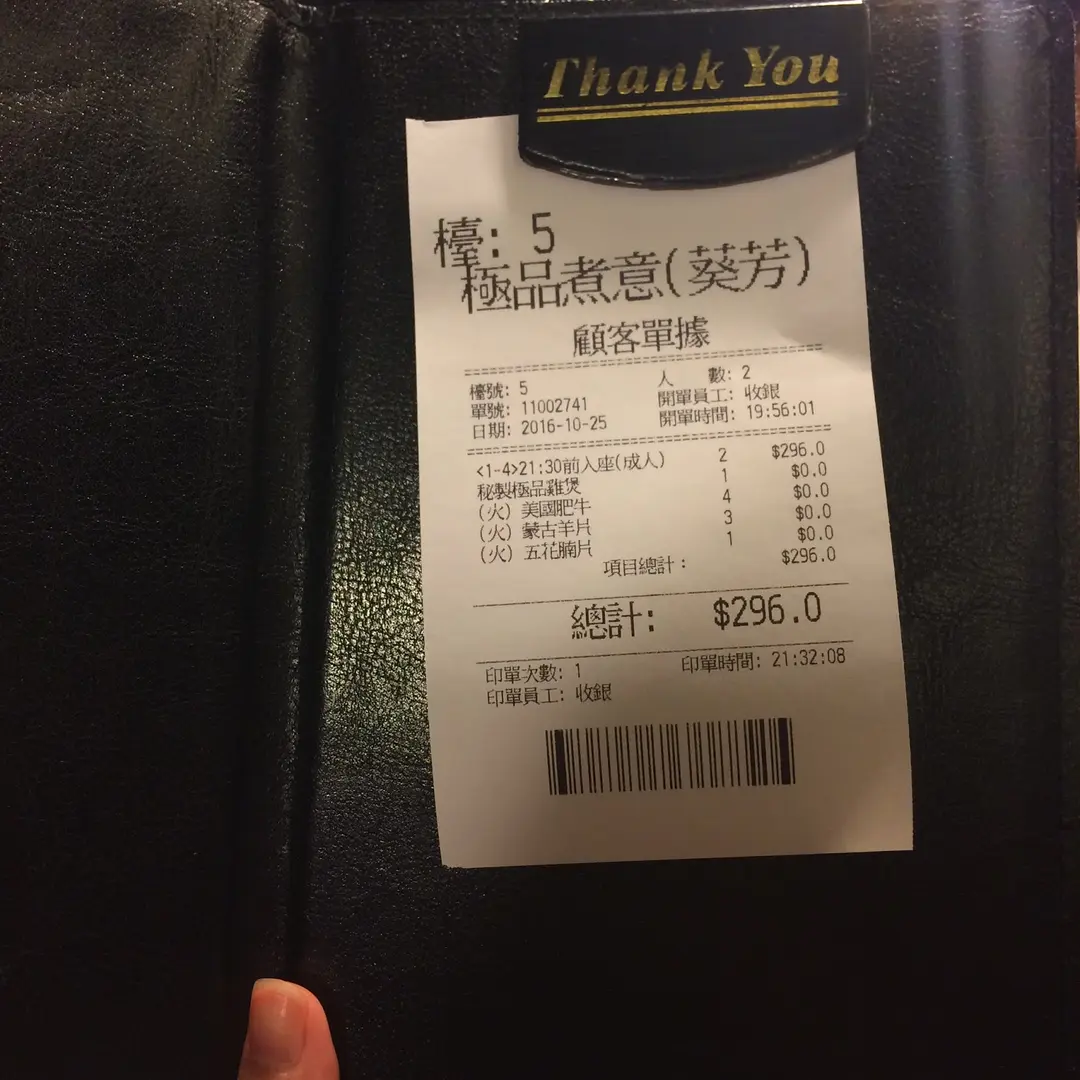 Thank You
檯: 5
極品煮意(葵芳)
顧客單據
檯號: 5 人 數: 2
單號: 11002741 開單員工: 收銀
日期: 2016-10-25 開單時間: 19:56:01
<1-4>21:30前入座(成人) 2 $296.0
秘製極品雞煲 1 $0.0
(火) 美國肥牛 4 $0.0
(火) 蒙古羊片 3 $0.0
(火) 五花腩片 1 $0.0
項目總計: $296.0
總計: $296.0
印單次數: 1 印單時間: 21:32:08
印單員工: 收銀